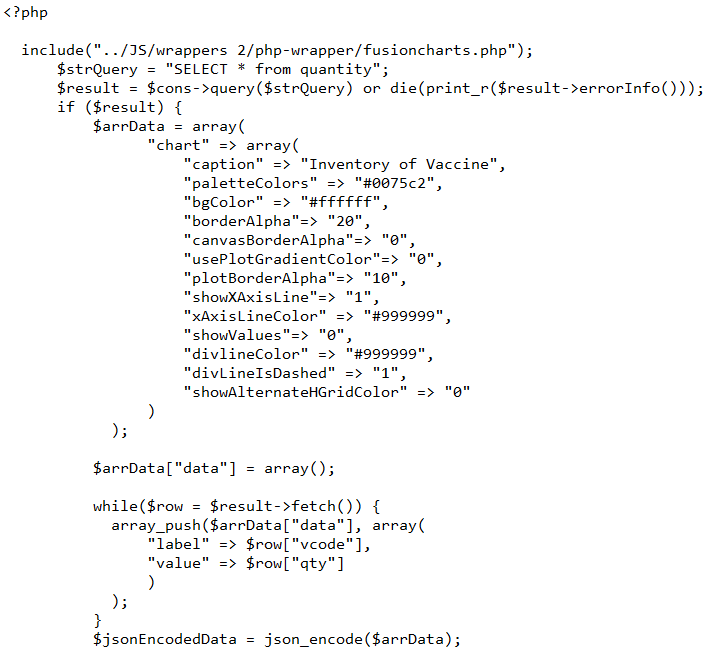 <?php

  include("../JS/wrappers 2/php-wrapper/fusioncharts.php");
      $strQuery = "SELECT * from quantity";
      $result = $cons->query($strQuery) or die(print_r($result->errorInfo()));
      if ($result) {
          $arrData = array(
                "chart" => array(
                    "caption" => "Inventory of Vaccine",
                    "paletteColors" => "#0075c2",
                    "bgColor" => "#ffffff",
                    "borderAlpha"=> "20",
                    "canvasBorderAlpha"=> "0",
                    "usePlotGradientColor"=> "0",
                    "plotBorderAlpha"=> "10",
                    "showXAxisLine"=> "1",
                    "xAxisLineColor" => "#999999",
                    "showValues"=> "0",
                    "divlineColor" => "#999999",
                    "divLineIsDashed" => "1",
                    "showAlternateHGridColor" => "0"
                )
            );

          $arrData["data"] = array();

          while($row = $result->fetch()) {
            array_push($arrData["data"], array(
                "label" => $row["vcode"],
                "value" => $row["qty"]
                )
            );
          }
          $jsonEncodedData = json_encode($arrData);